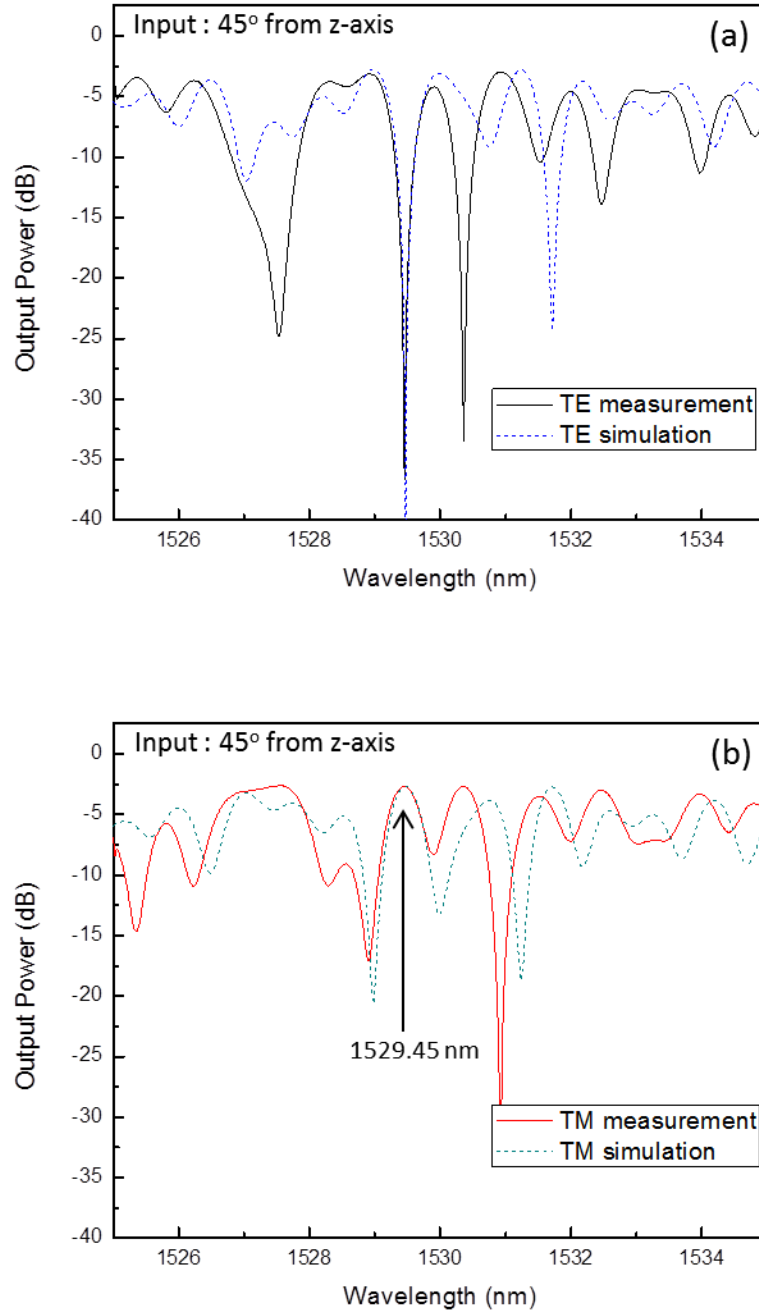 Input : 45° from z-axis
(a)
0
-5
-10
-15
-20
-25
-30
-35
-40
Output Power (dB)
TE measurement
TE simulation
1526 1528 1530 1532 1534
Wavelength (nm)
Input : 45° from z-axis
(b)
0
-5
-10
-15
-20
-25
-30
-35
-40
Output Power (dB)
1529.45 nm
TM measurement
TM simulation
1526 1528 1530 1532 1534
Wavelength (nm)